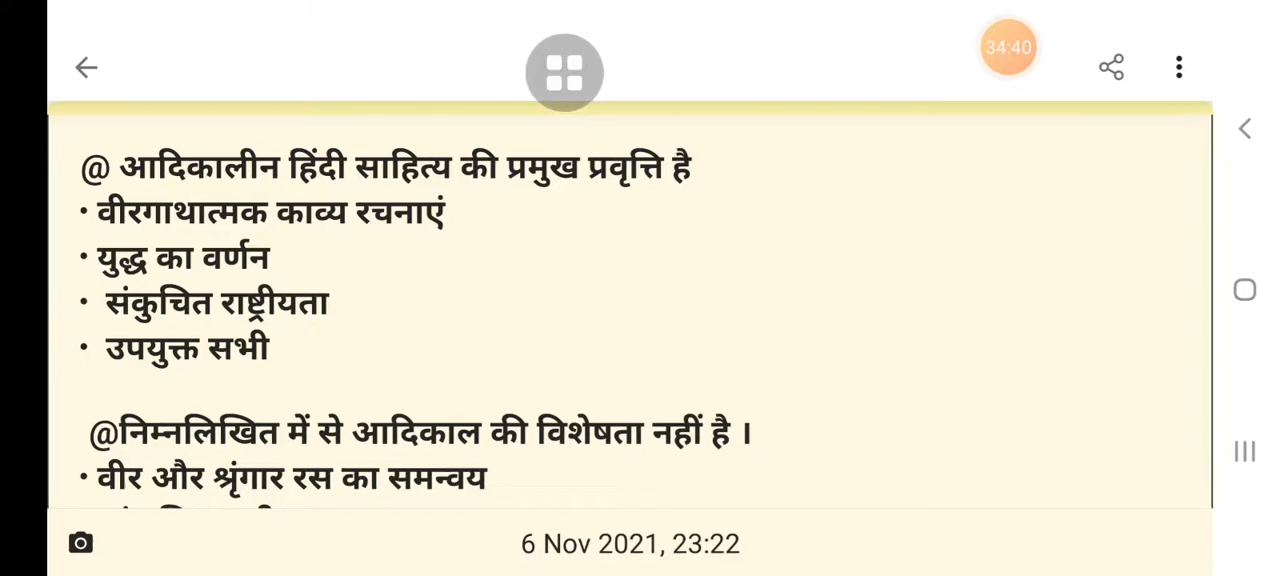 34:40
@ आदिकालीन हिंदी साहित्य की प्रमुख प्रवृत्ति है
· वीरगाथात्मक काव्य रचनाएं
· युद्ध का वर्णन
· संकुचित राष्ट्रीयता
· उपयुक्त सभी
@निम्नलिखित में से आदिकाल की विशेषता नहीं है ।
· वीर और श्रृंगार रस का समन्वय
6 Nov 2021, 23:22